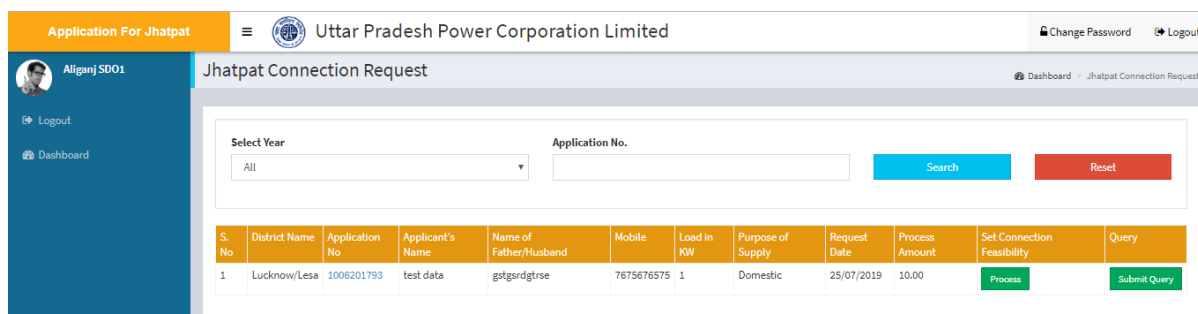 Application For Jhatpat
Uttar Pradesh Power Corporation Limited
Change Password Logout
Aliganj SDO1
Jhatpat Connection Request
Dashboard > Jhatpat Connection Request
Logout
Dashboard
Select Year Application No.
All Search Reset
S. No District Name Application No Applicant's Name Name of Father/Husband Mobile Load in KW Purpose of Supply Request Date Process Amount Set Connection Feasibility Query
1 Lucknow/Lesa 1006201793 test data gstgsrdgtrse 7675676575 1 Domestic 25/07/2019 10.00 Process Submit Query